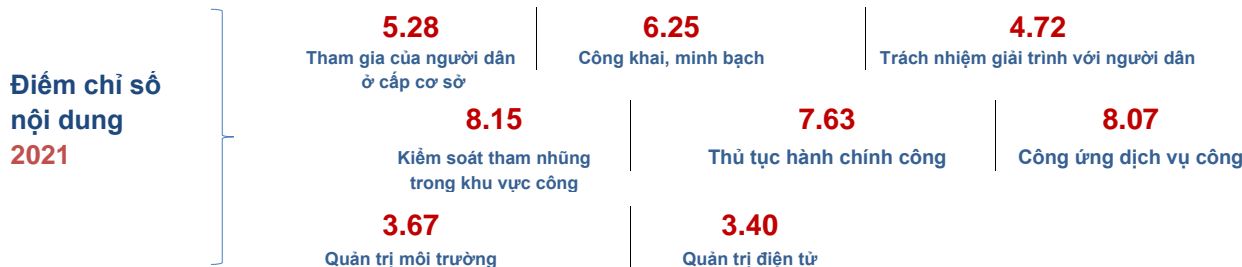 5.28
Tham gia của người dân
ở cấp cơ sở
6.25
Công khai, minh bạch
4.72
Trách nhiệm giải trình với người dân
Điểm chỉ số
nội dung
2021
8.15
Kiểm soát tham nhũng
trong khu vực công
7.63
Thủ tục hành chính công
8.07
Công ứng dịch vụ công
3.67
Quản trị môi trường
3.40
Quản trị điện tử